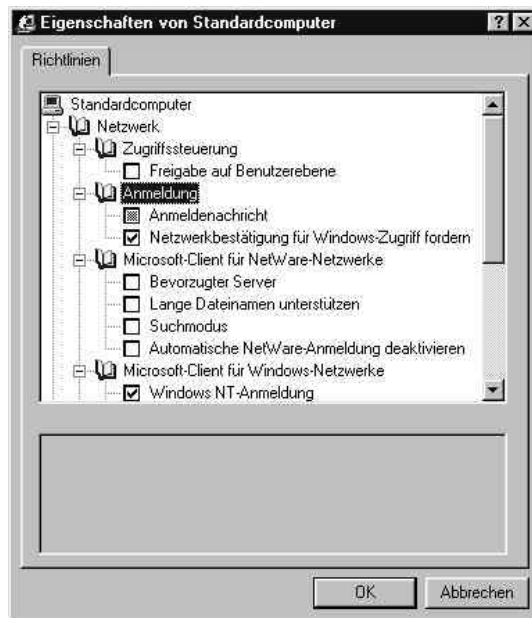 Eigenschaften von Standardcomputer
Richtlinien
Standardcomputer
Netzwerk
Zugriffssteuerung
Freigabe auf Benutzerebene
Anmeldung
Anmeldenachricht
Netzwerkbestätigung für Windows-Zugriff fordern
Microsoft-Client für NetWare-Netzwerke
Bevorzugter Server
Lange Dateinamen unterstützen
Suchmodus
Automatische NetWare-Anmeldung deaktivieren
Microsoft-Client für Windows-Netzwerke
Windows NT-Anmeldung
OK Abbrechen